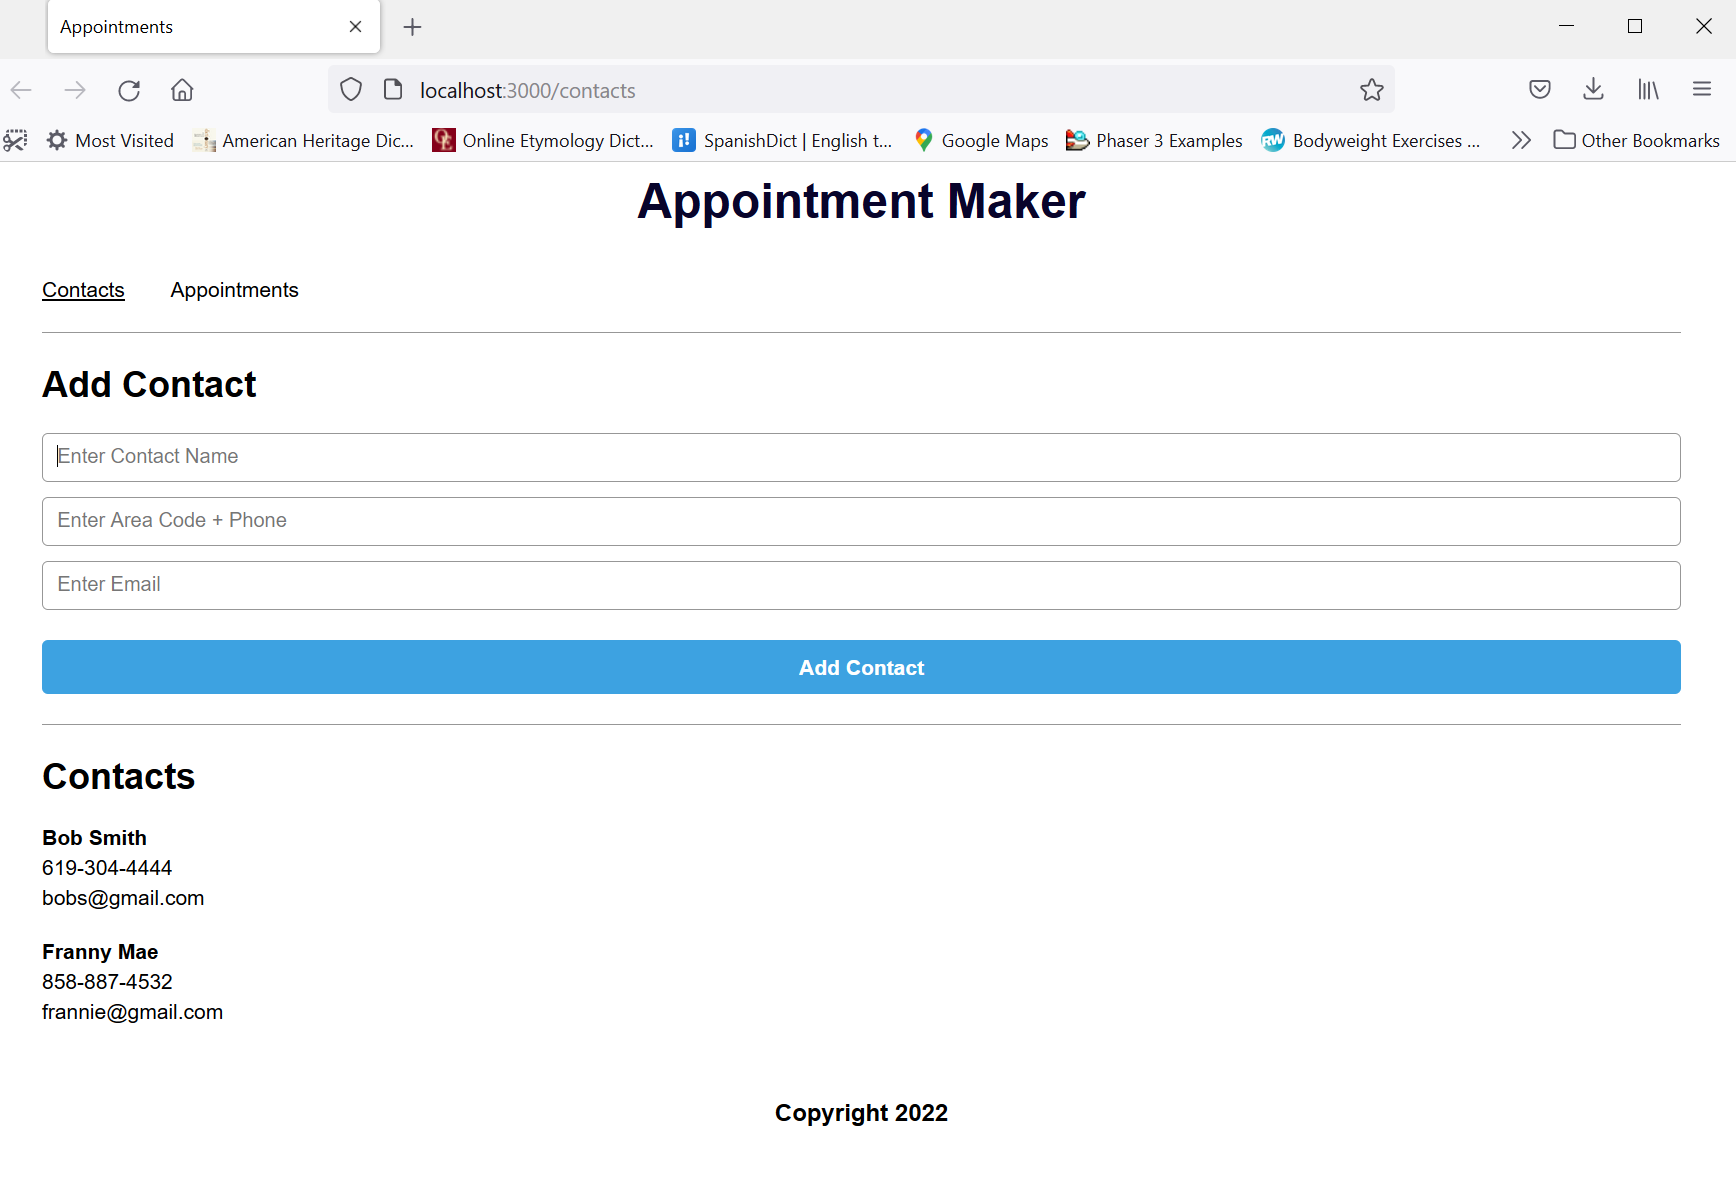 Appointments
localhost:3000/contacts
Most Visited American Heritage Dic... Online Etymology Dict... SpanishDict | English t... Google Maps Phaser 3 Examples Bodyweight Exercises ... Other Bookmarks
Appointment Maker
Contacts Appointments
Add Contact
Enter Contact Name
Enter Area Code + Phone
Enter Email
Add Contact
Contacts
Bob Smith
619-304-4444
bobs@gmail.com
Franny Mae
858-887-4532
frannie@gmail.com
Copyright 2022